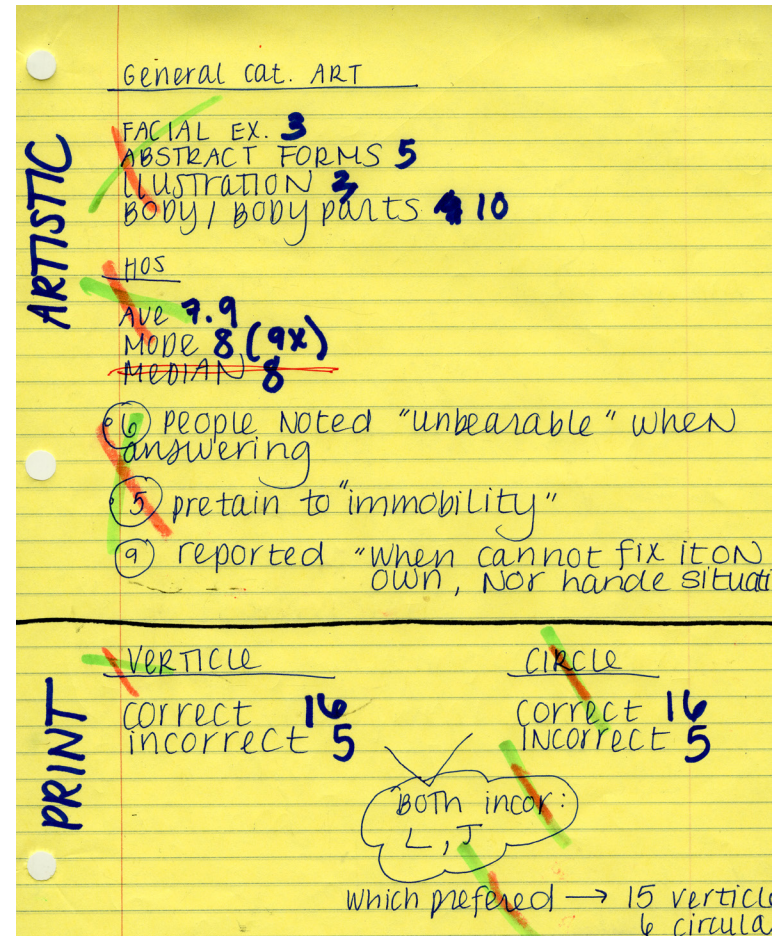 General Cat. ART
ARTISTIC
FACIAL EX. 3
ABSTRACT FORMS 5
ILLUSTRATION 2
BODY / BODY PARTS 10
HOS
AVE 7.9
MODE 8 (9x)
MEDIAN 8
6 PEOPLE NOTED "unbearable" WHEN
answering
5 pretain to "immobility"
9 reported "when cannot fix it ON
OWN, NOR handle situati
PRINT
VERTICLE
correct 16
incorrect 5
CIRCLE
correct 16
INCORRECT 5
BOTH incor:
L, J
which prefered → 15 verticle
6 circula